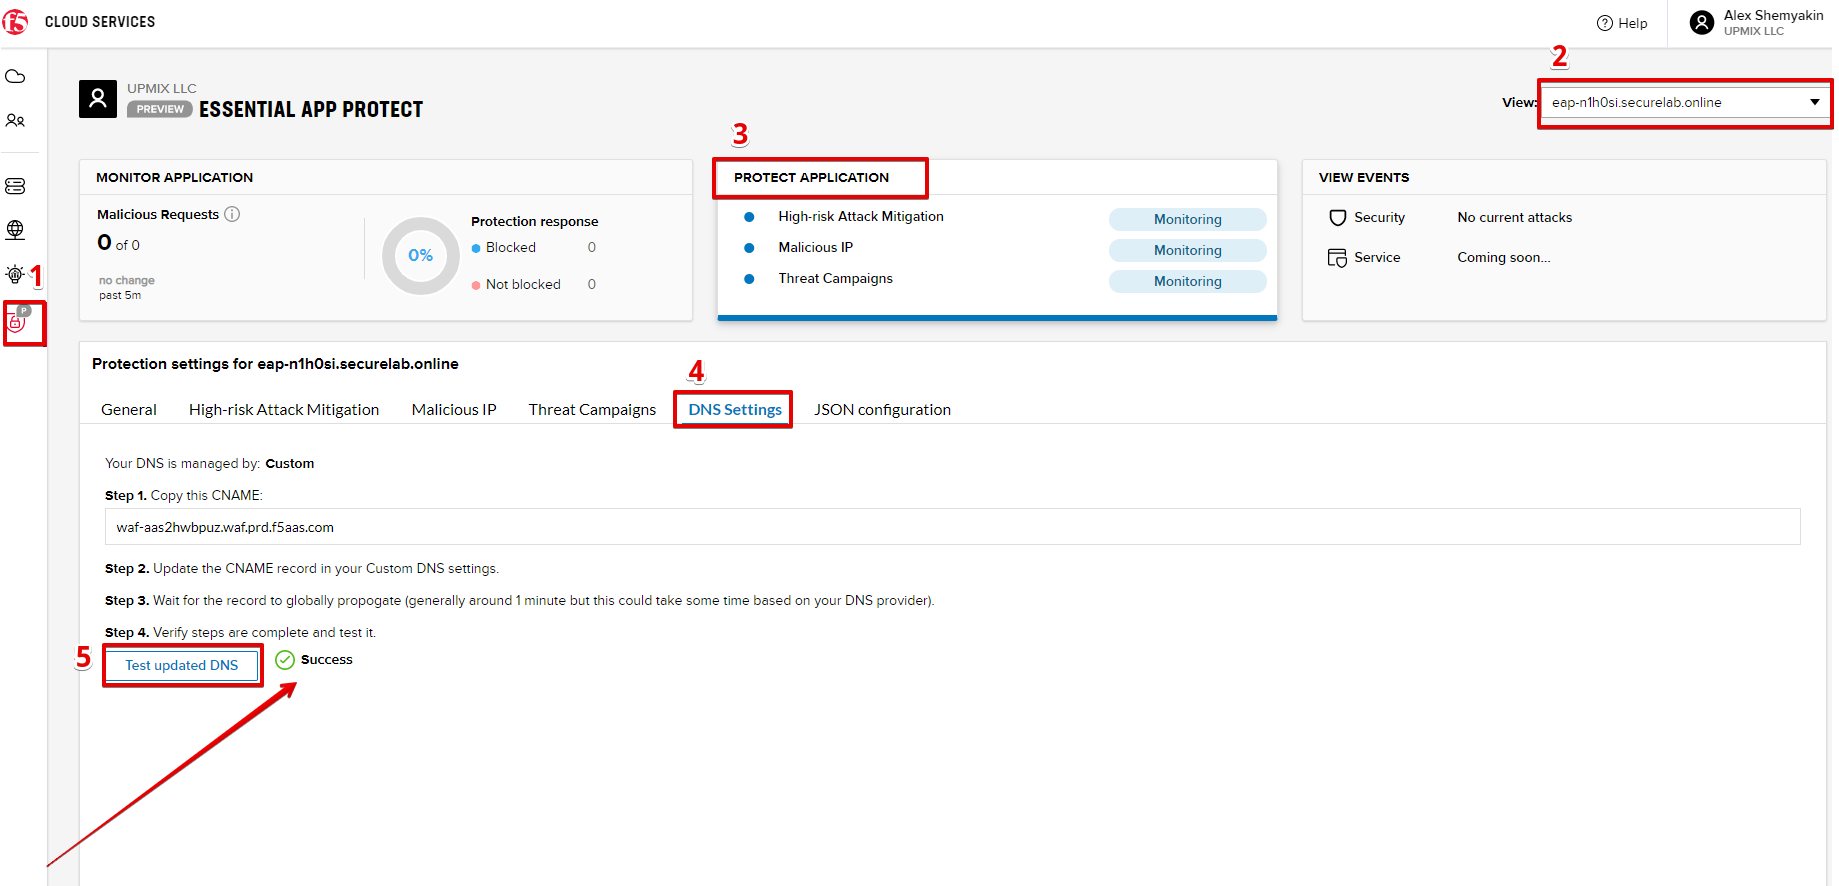 f5 CLOUD SERVICES
Help
Alex Shemyakin
UPMIX LLC
2
UPMIX LLC
PREVIEW ESSENTIAL APP PROTECT
View: eap-n1h0si.securelab.online
3
MONITOR APPLICATION
Malicious Requests
0 of 0
no change
past 5m
0%
Protection response
Blocked 0
Not blocked 0
PROTECT APPLICATION
High-risk Attack Mitigation Monitoring
Malicious IP Monitoring
Threat Campaigns Monitoring
VIEW EVENTS
Security No current attacks
Service Coming soon...
1
P
Protection settings for eap-n1h0si.securelab.online
4
General High-risk Attack Mitigation Malicious IP Threat Campaigns DNS Settings JSON configuration
Your DNS is managed by: Custom
Step 1. Copy this CNAME:
waf-aas2hwbpuz.waf.prd.f5aas.com
Step 2. Update the CNAME record in your Custom DNS settings.
Step 3. Wait for the record to globally propogate (generally around 1 minute but this could take some time based on your DNS provider).
Step 4. Verify steps are complete and test it.
5 Test updated DNS Success